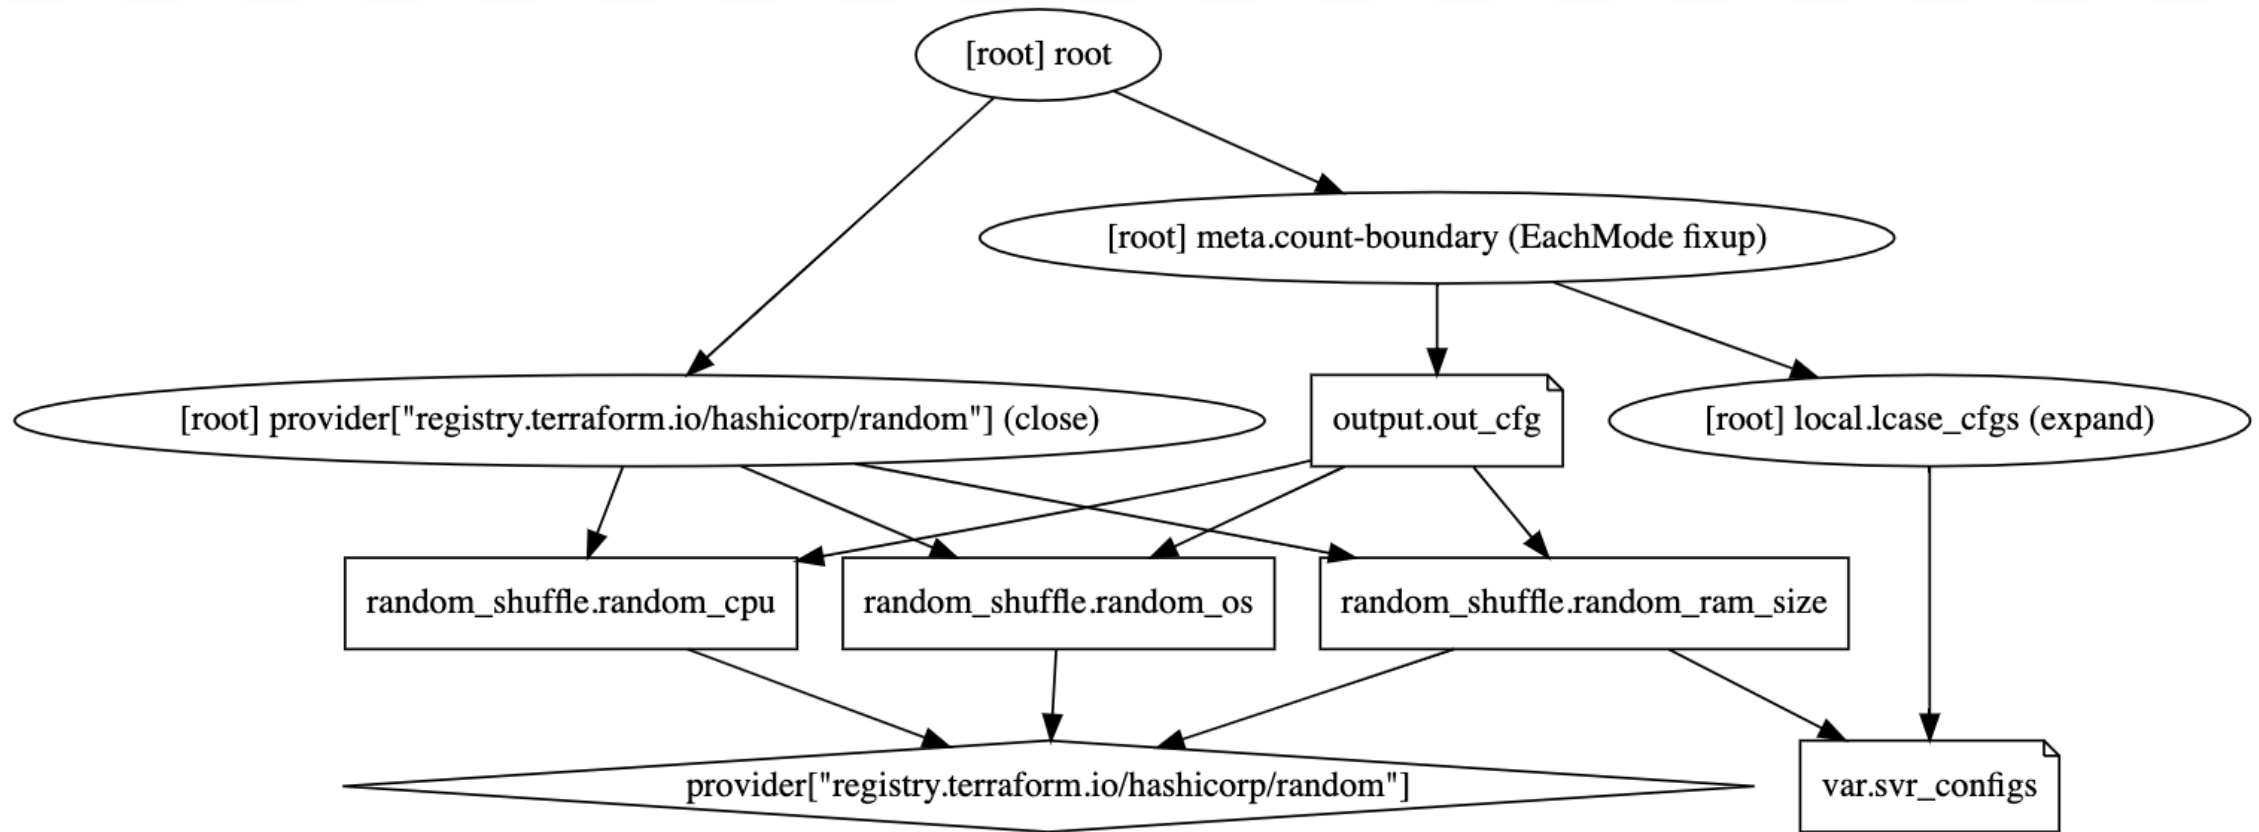 [root] root
[root] meta.count-boundary (EachMode fixup)
[root] provider["registry.terraform.io/hashicorp/random"] (close)
output.out_cfg
[root] local.lcase_cfgs (expand)
random_shuffle.random_cpu
random_shuffle.random_os
random_shuffle.random_ram_size
provider["registry.terraform.io/hashicorp/random"]
var.svr_configs